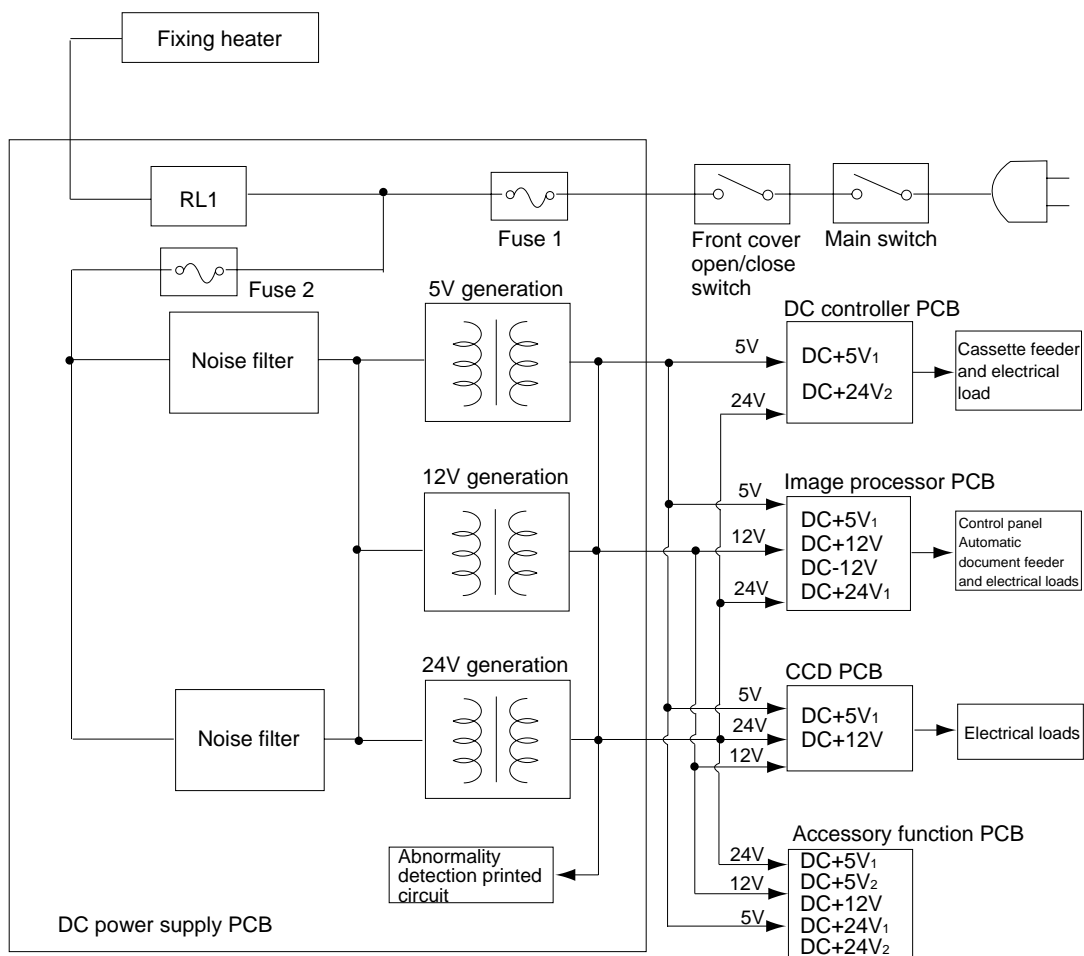 Fixing heater
RL1
Fuse 1
Front cover
open/close
switch
Main switch
Fuse 2
5V generation
Noise filter
DC controller PCB
5V
DC+5V1
DC+24V2
24V
Cassette feeder
and electrical
load
12V generation
Image processor PCB
5V
12V
24V
DC+5V1
DC+12V
DC-12V
DC+24V1
Control panel
Automatic
document feeder
and electrical loads
24V generation
Noise filter
CCD PCB
5V
24V
12V
DC+5V1
DC+12V
Electrical loads
Abnormality
detection printed
circuit
DC power supply PCB
Accessory function PCB
24V
12V
5V
DC+5V1
DC+5V2
DC+12V
DC+24V1
DC+24V2